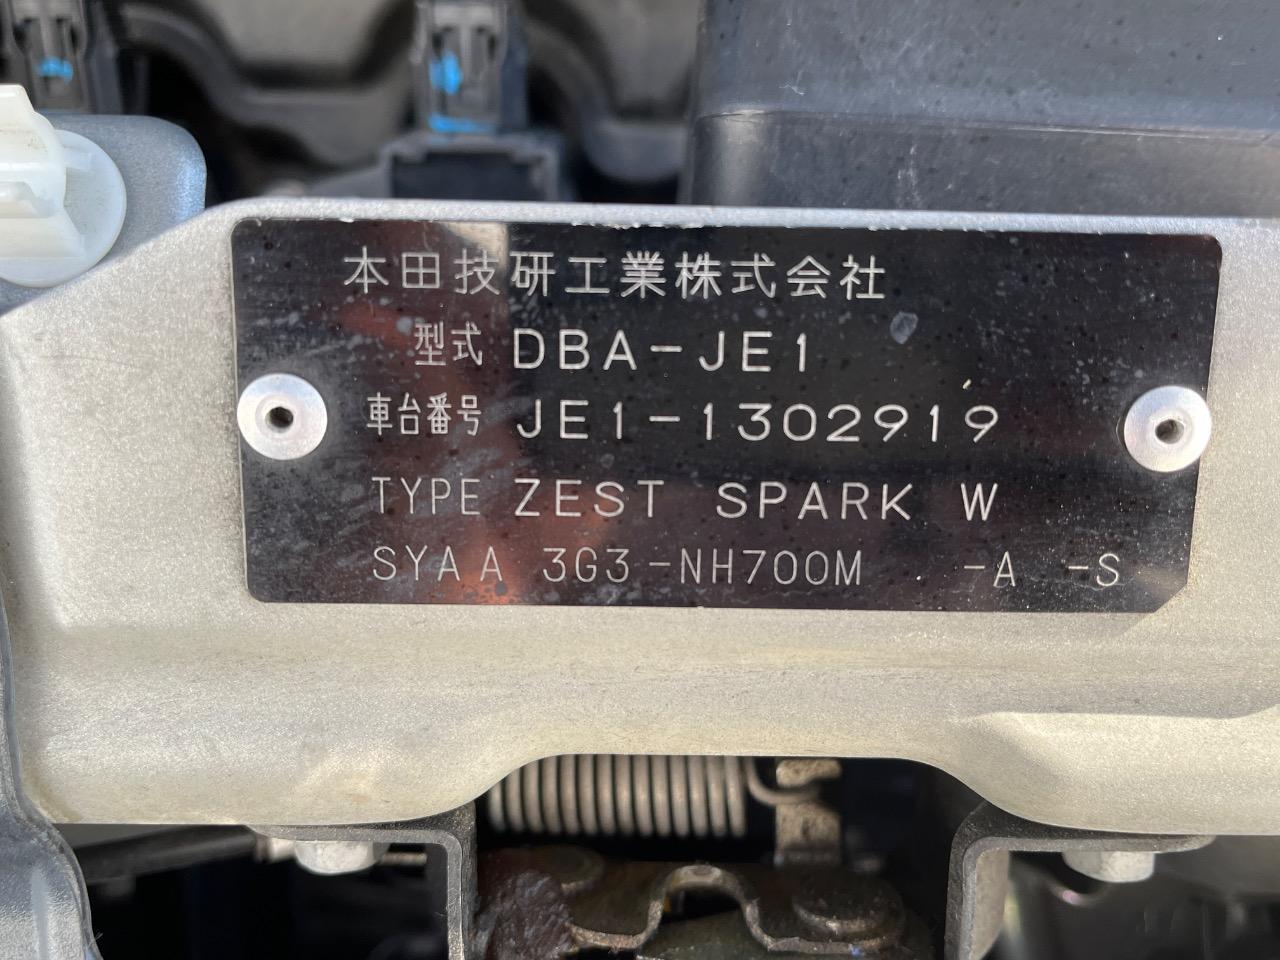 本田技研工業株式会社
型式 DBA-JE1
車台番号 JE1-1302919
TYPE ZEST SPARK W
SYAA 3G3-NH700M -A -S